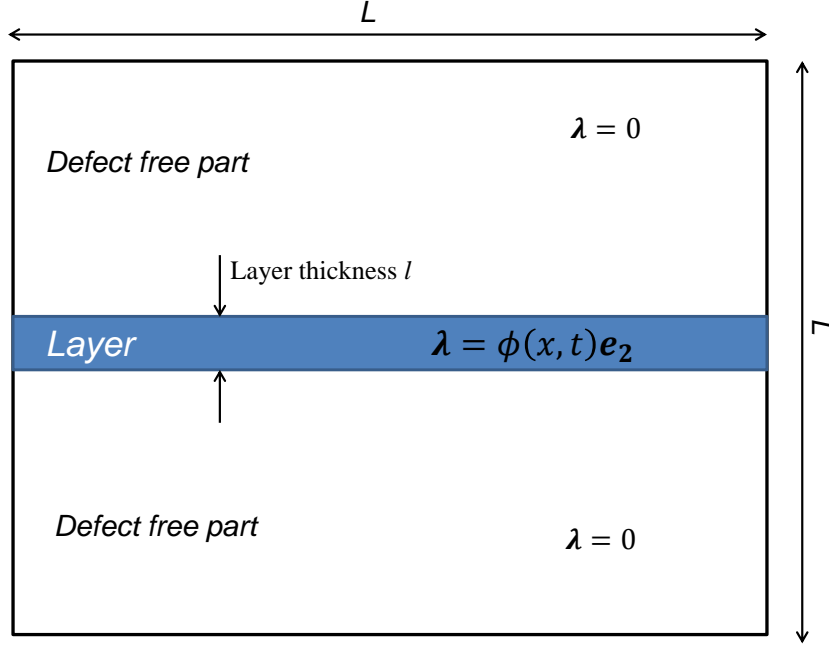 L
λ = 0
Defect free part
Layer thickness l
L
Layer
λ = ϕ(x, t)e₂
Defect free part
λ = 0